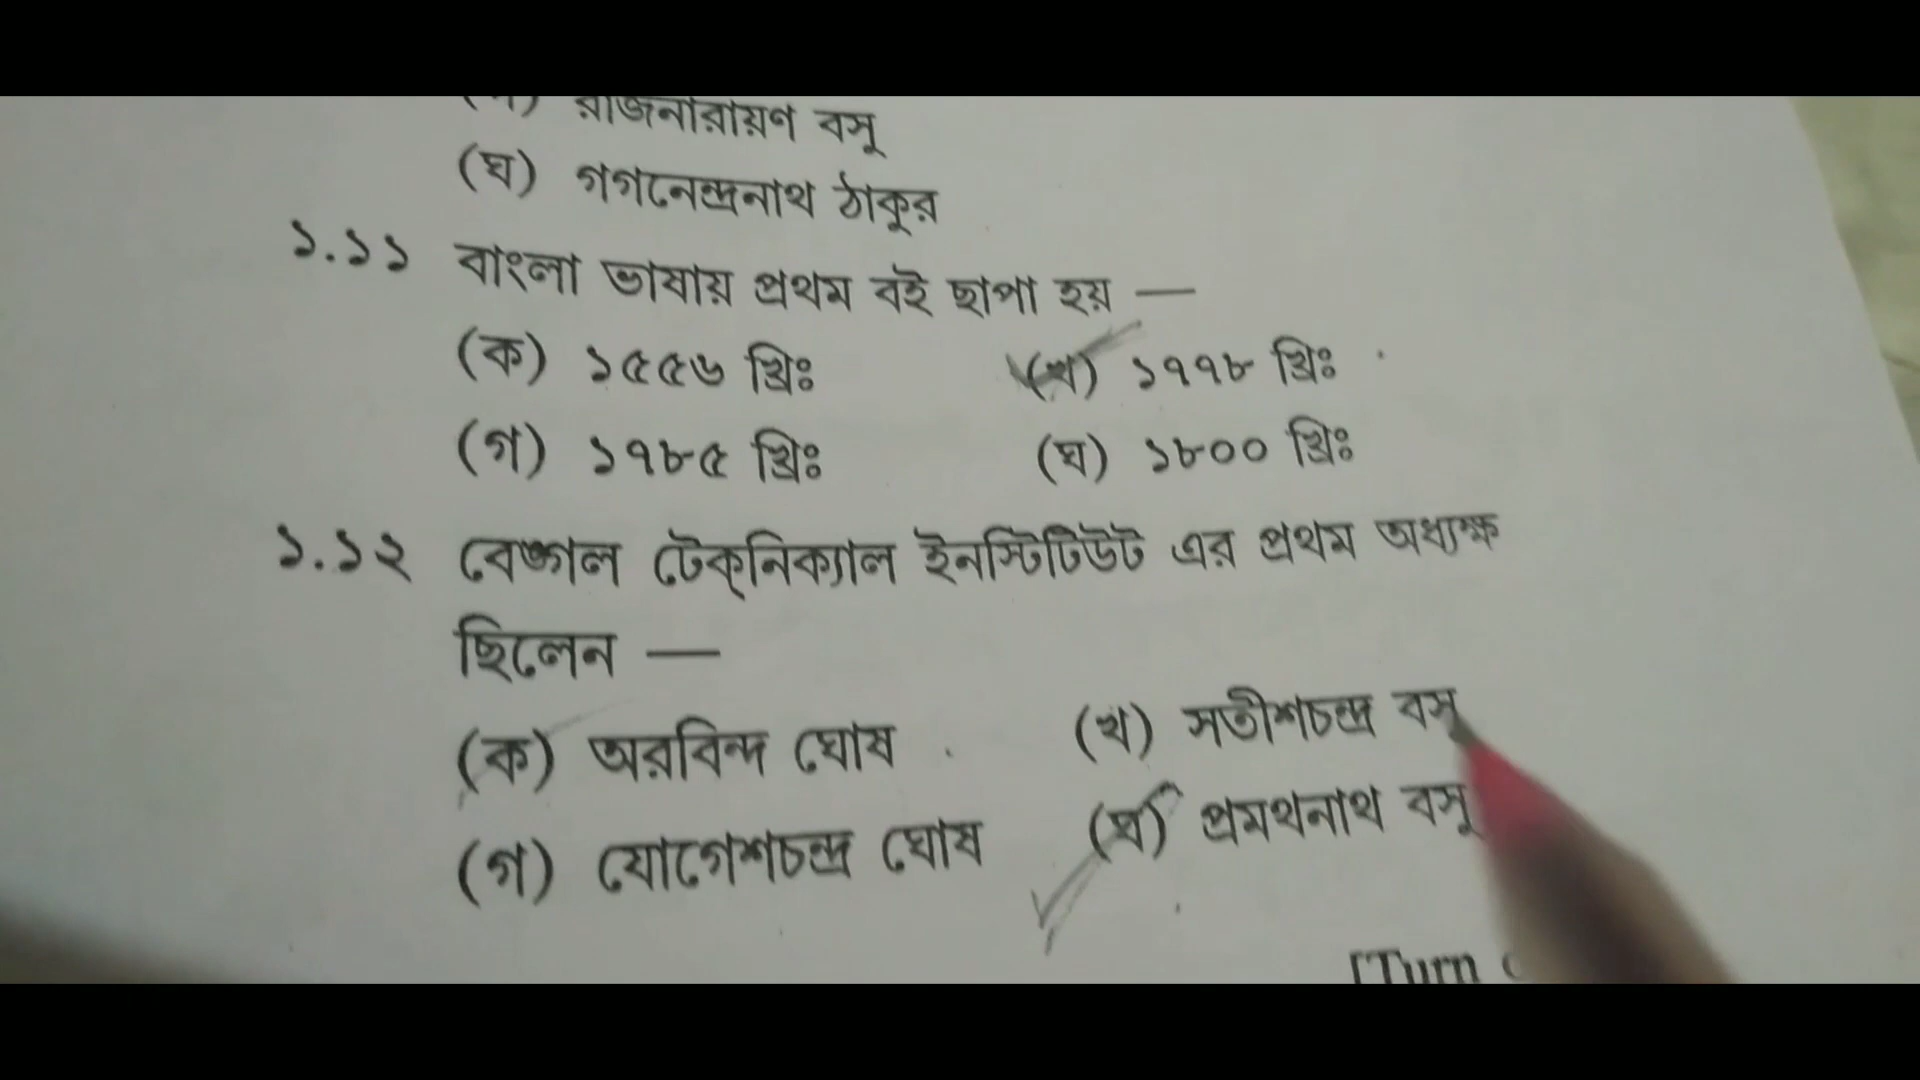 (গ) রাজনারায়ণ বসু
(ঘ) গগনেন্দ্রনাথ ঠাকুর
১.১১ বাংলা ভাষায় প্রথম বই ছাপা হয় —
(ক) ১৫৫৬ খ্রিঃ (খ) ১৭৭৮ খ্রিঃ
(গ) ১৭৮৫ খ্রিঃ (ঘ) ১৮০০ খ্রিঃ
১.১২ বেঙ্গল টেক্‌নিক্যাল ইনস্টিটিউট এর প্রথম অধ্যক্ষ
ছিলেন —
(ক) অরবিন্দ ঘোষ (খ) সতীশচন্দ্র বসু
(গ) যোগেশচন্দ্র ঘোষ (ঘ) প্রমথনাথ বসু
[Turn